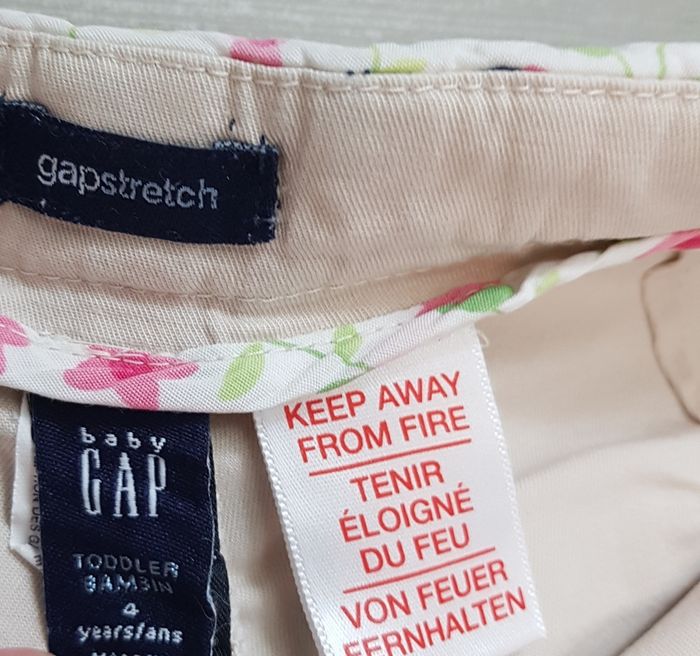 gapstretch
baby
GAP
TODDLER
BAMBIN
4
years/ans
KEEP AWAY
FROM FIRE
TENIR
ÉLOIGNÉ
DU FEU
VON FEUER
FERNHALTEN